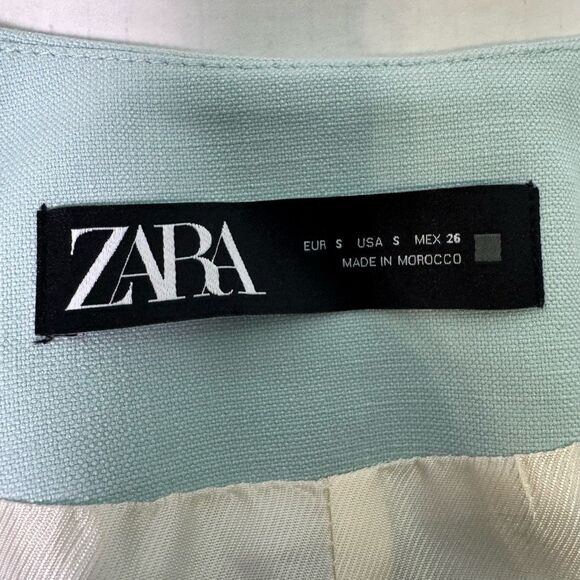 ZARA
EUR S USA S MEX 26
MADE IN MOROCCO